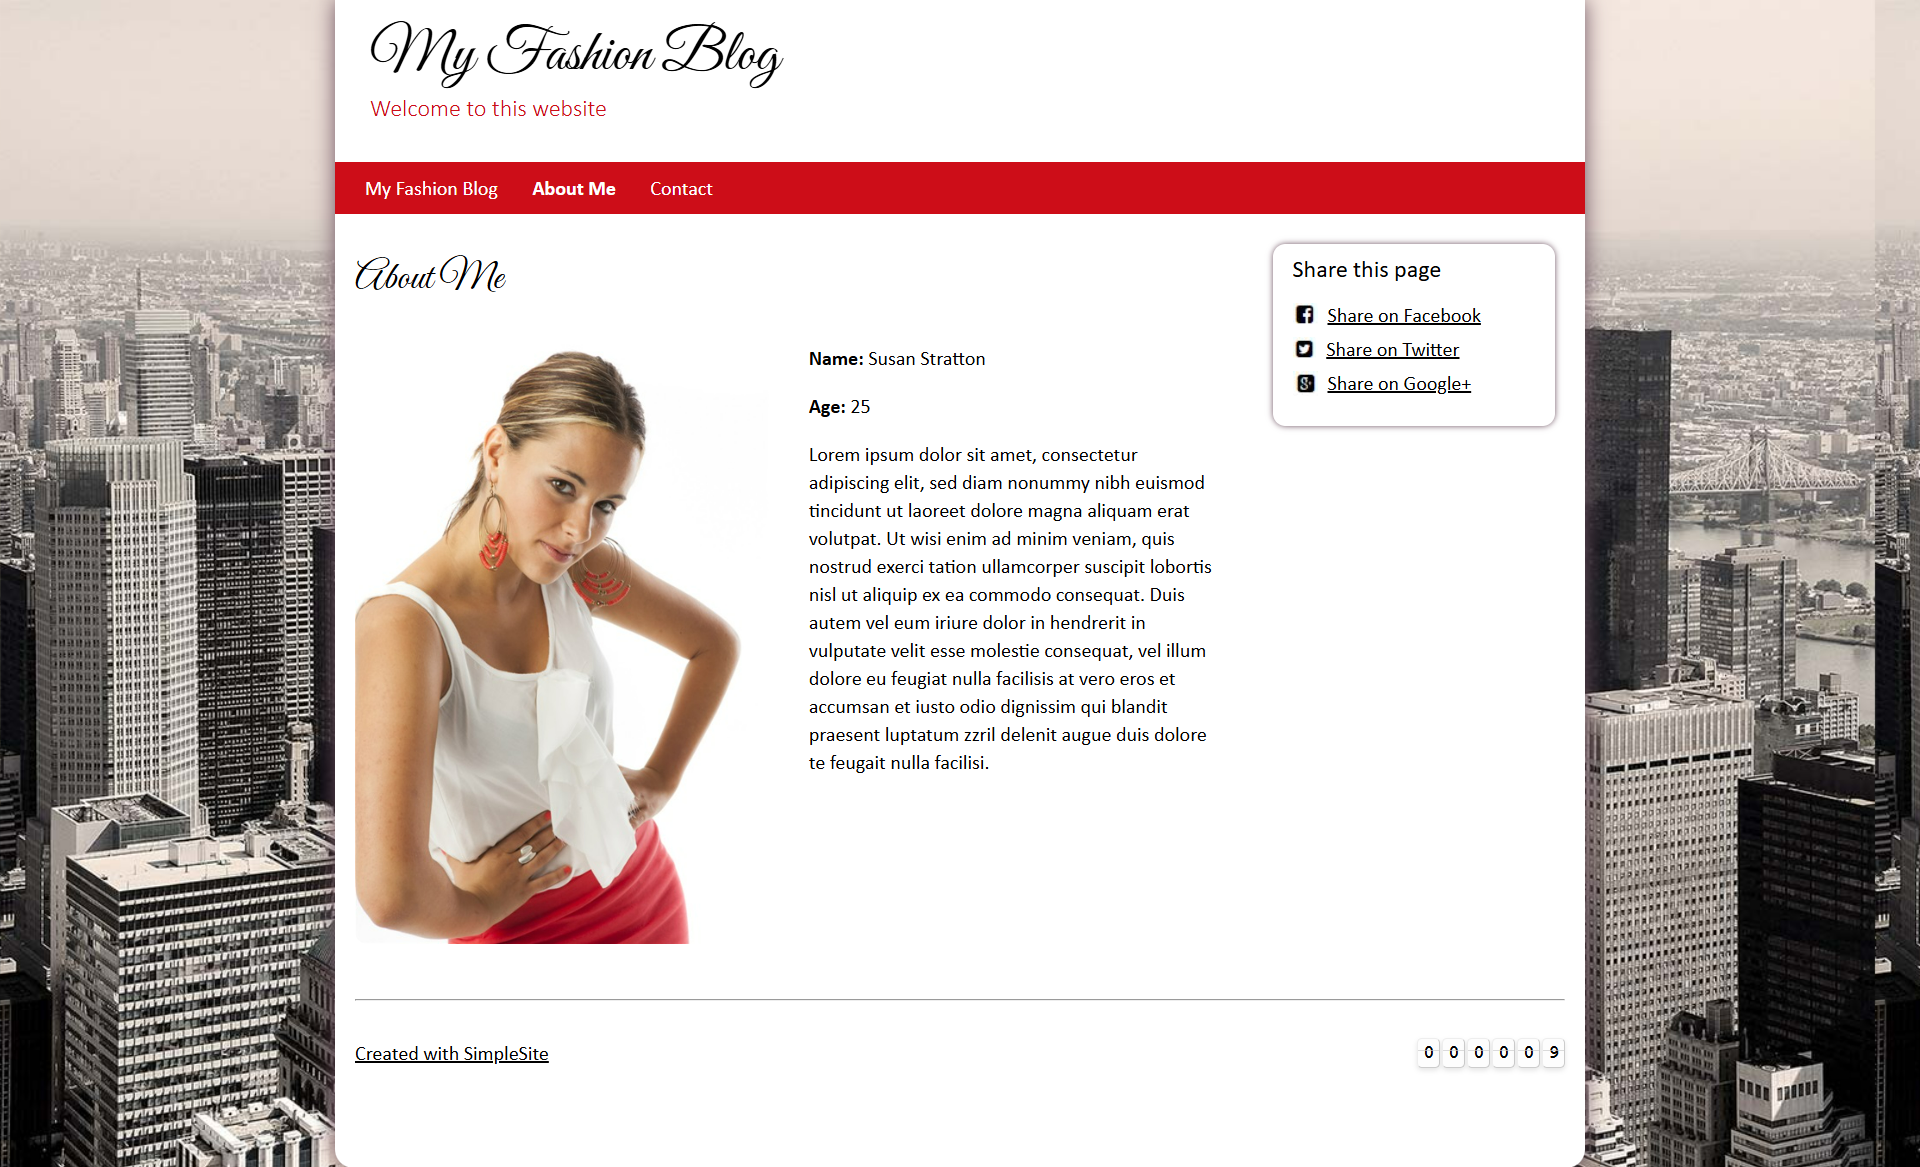 My Fashion Blog
Welcome to this website
My Fashion Blog About Me Contact
About Me
Name: Susan Stratton
Age: 25
Lorem ipsum dolor sit amet, consectetur
adipiscing elit, sed diam nonummy nibh euismod
tincidunt ut laoreet dolore magna aliquam erat
volutpat. Ut wisi enim ad minim veniam, quis
nostrud exerci tation ullamcorper suscipit lobortis
nisl ut aliquip ex ea commodo consequat. Duis
autem vel eum iriure dolor in hendrerit in
vulputate velit esse molestie consequat, vel illum
dolore eu feugiat nulla facilisis at vero eros et
accumsan et iusto odio dignissim qui blandit
praesent luptatum zzril delenit augue duis dolore
te feugait nulla facilisi.
Share this page
Share on Facebook
Share on Twitter
Share on Google+
Created with SimpleSite
0 0 0 0 0 9